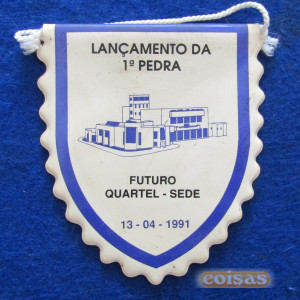 LANÇAMENTO DA
1º PEDRA
FUTURO
QUARTEL - SEDE
13 - 04 - 1991
coisas